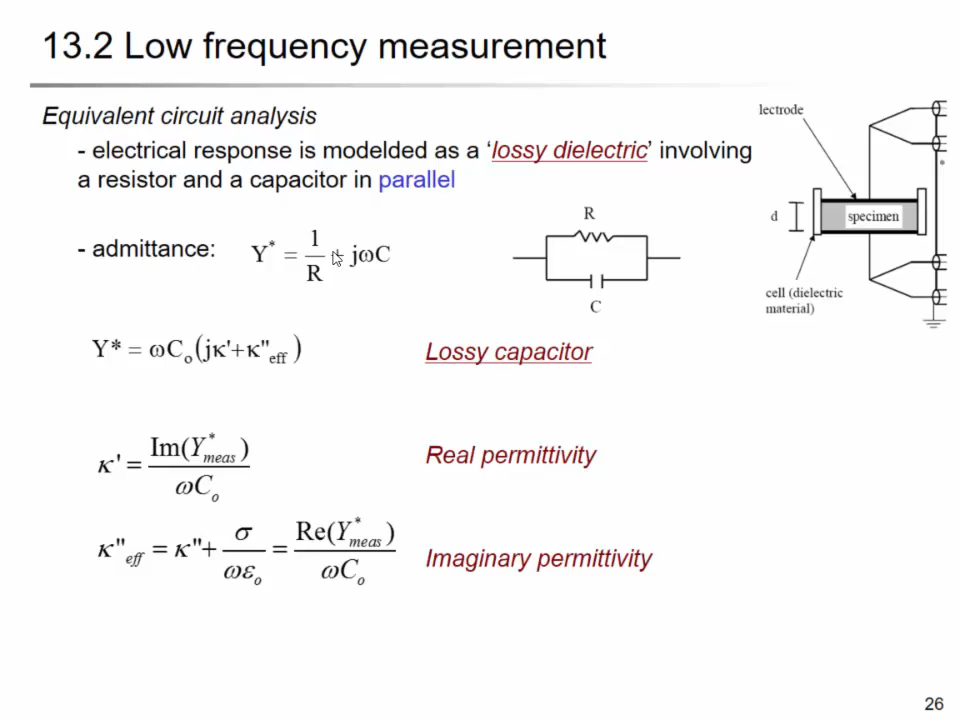 13.2 Low frequency measurement
Equivalent circuit analysis
- electrical response is modelded as a ‘lossy dielectric’ involving
a resistor and a capacitor in parallel
- admittance:
Y* = 1/R + jωC
R
C
lectrode
d
specimen
cell (dielectric
material)
*
Y* = ωCo(jκ'+κ"eff)
Lossy capacitor
κ' = Im(Y*meas) / ωCo
Real permittivity
κ"eff = κ"+ σ/ωεo = Re(Y*meas) / ωCo
Imaginary permittivity
26